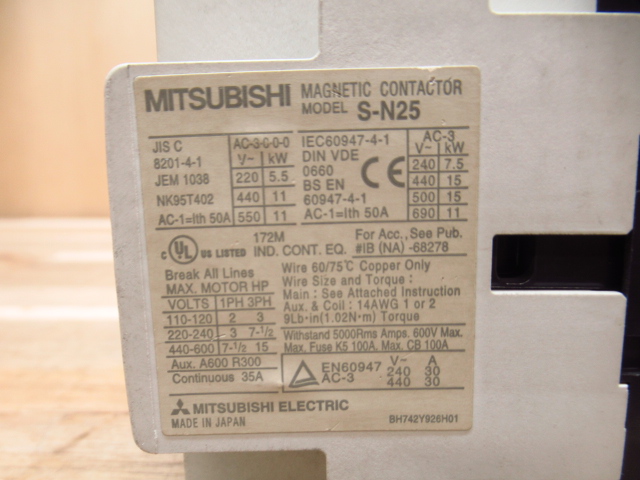 MITSUBISHI MAGNETIC CONTACTOR
MODEL S-N25
JIS C
8201-4-1
JEM 1038
NK95T402
AC-1=Ith 50A
AC-3·C-0-0
V~ kW
220 5.5
440 11
550 11
IEC60947-4-1
DIN VDE
0660
BS EN
60947-4-1
AC-1=Ith 50A
CE
AC-3
V~ kW
240 7.5
440 15
500 15
690 11
C UL US LISTED
172M
IND. CONT. EQ.
For Acc., See Pub.
#IB (NA) -68278
Break All Lines
MAX. MOTOR HP
VOLTS 1PH 3PH
110-120 2 3
220-240 3 7-1/2
440-600 7-1/2 15
Aux. A600 R300
Continuous 35A
Wire 60/75℃ Copper Only
Wire Size and Torque :
Main : See Attached Instruction
Aux. & Coil : 14AWG 1 or 2
9Lb·in(1.02N·m) Torque
Withstand 5000Rms Amps. 600V Max.
Max. Fuse K5 100A. Max. CB 100A
EN60947
AC-3
V~ A
240 30
440 30
MITSUBISHI ELECTRIC
MADE IN JAPAN
BH742Y926H01